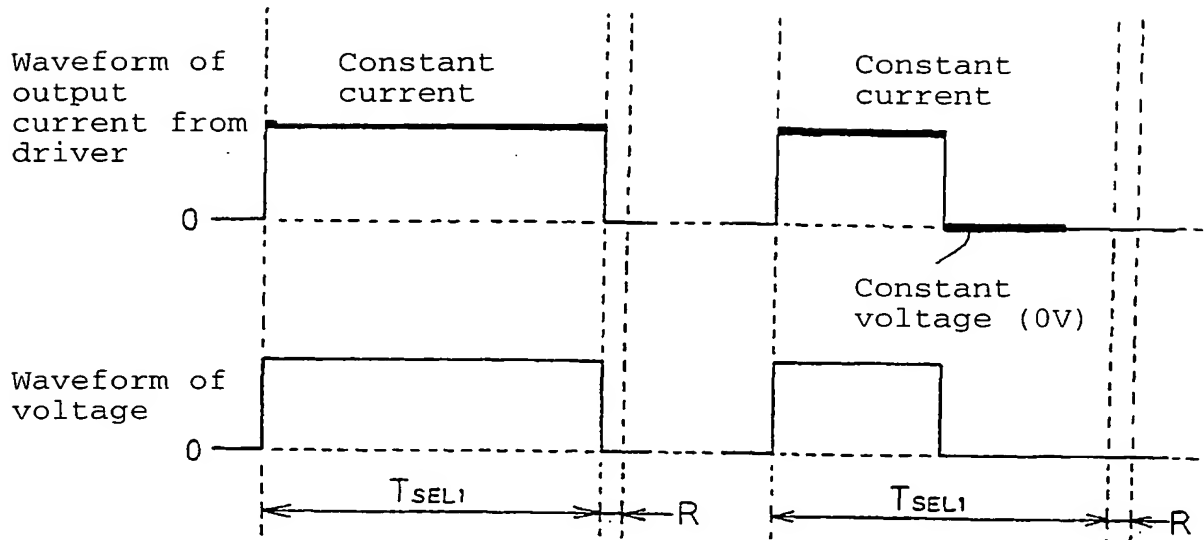 Waveform of
output
current from
driver
Constant
current
Constant
current
0
Constant
voltage (0V)
Waveform of
voltage
0
TSEL1
R
TSEL1
R